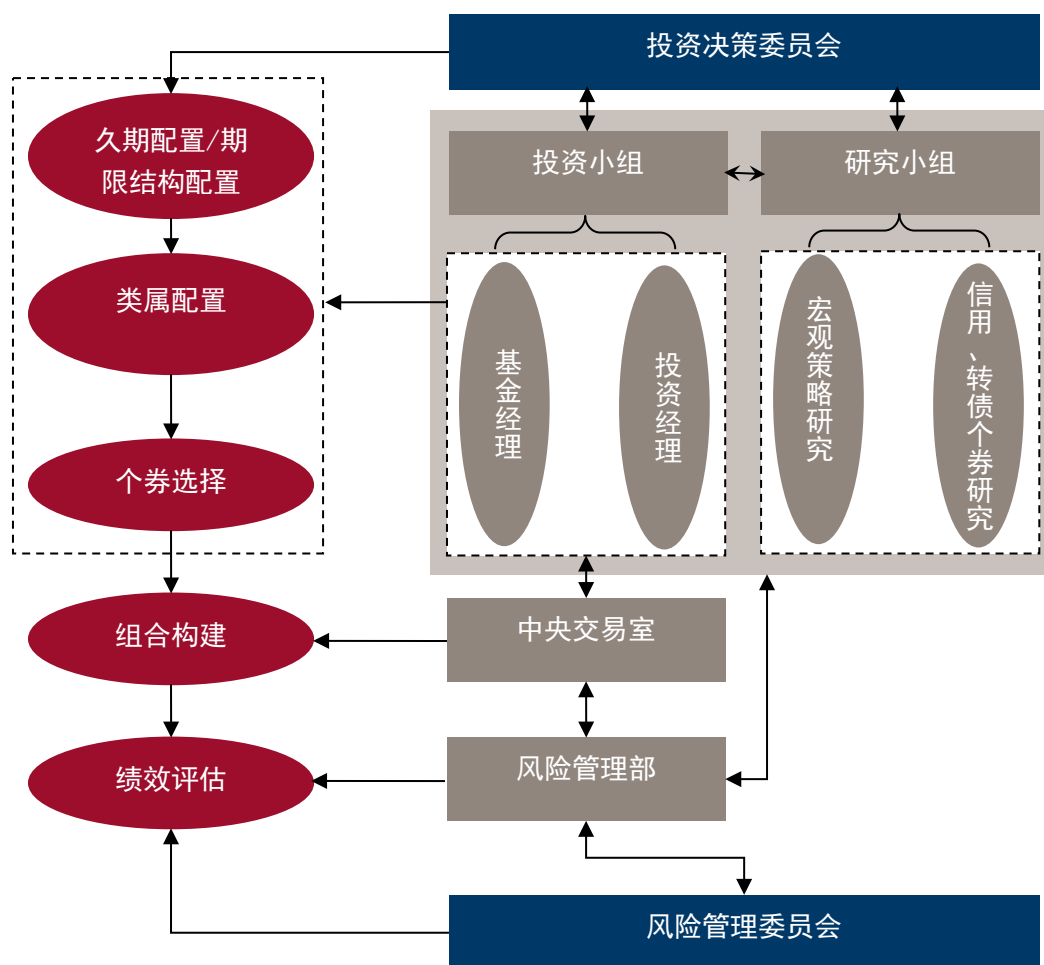 投资决策委员会
久期配置/期
限结构配置
投资小组
研究小组
类属配置
基金经理
投资经理
宏观策略研究
信用、转债个券研究
个券选择
组合构建
中央交易室
绩效评估
风险管理部
风险管理委员会